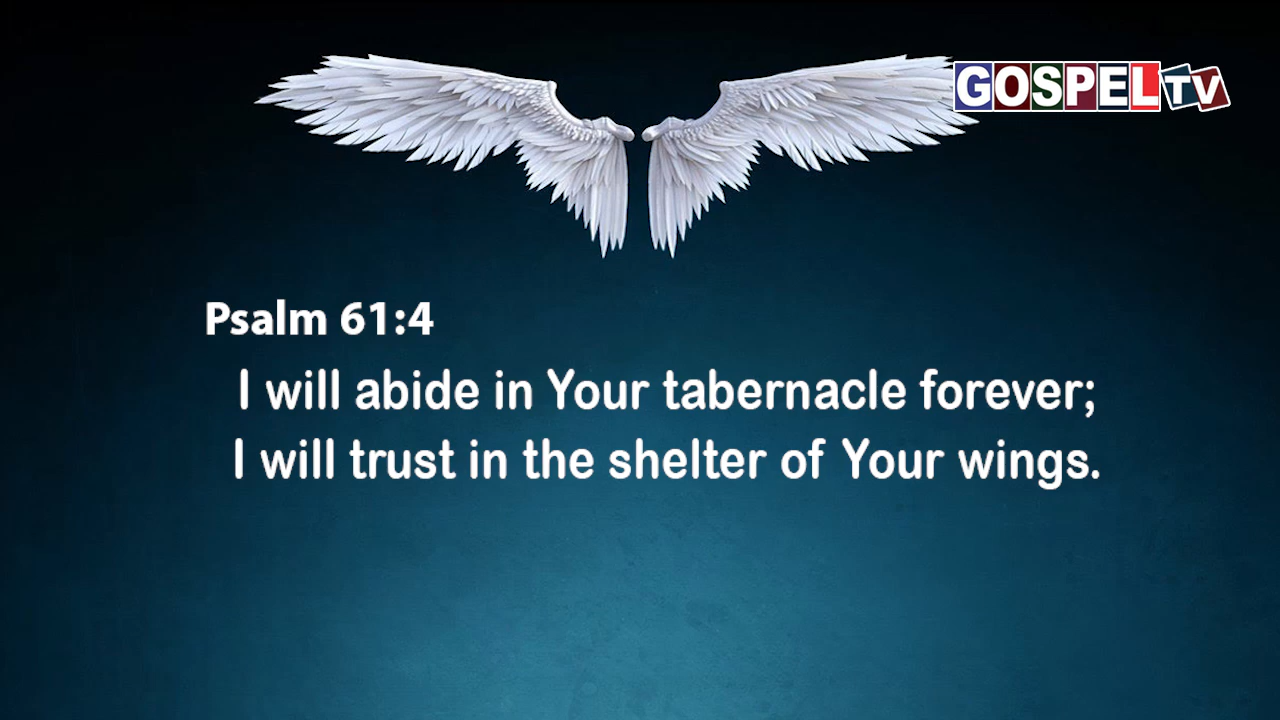 GOSPEL TV
Psalm 61:4
I will abide in Your tabernacle forever;
I will trust in the shelter of Your wings.